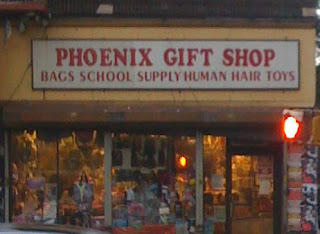 PHOENIX GIFT SHOP
BAGS SCHOOL SUPPLY HUMAN HAIR TOYS